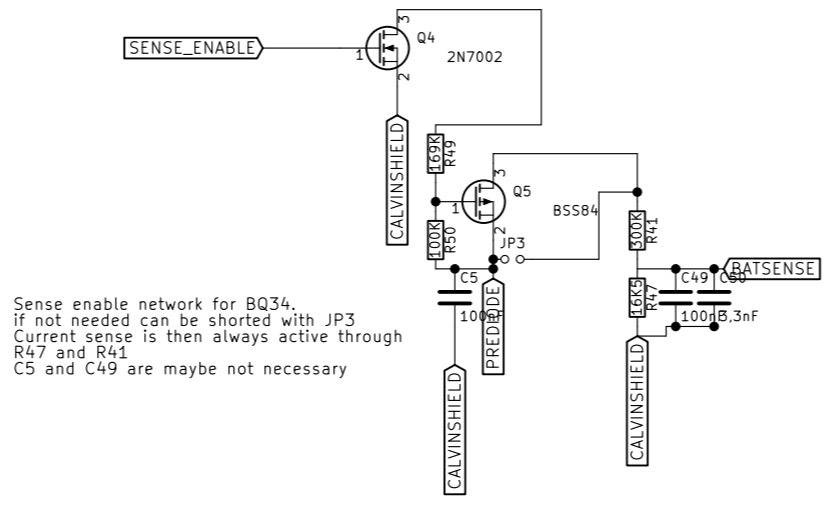 3
Q4
SENSE_ENABLE
1
2N7002
2
CALVINSHIELD
169K
R49
3
Q5
1
BSS84
2
100K
R50
JP3
300K
R41
BATSENSE
C5
100nF
PREDIODE
16K5
R47
C49
C50
100nF
3,3nF
Sense enable network for BQ34.
if not needed can be shorted with JP3
Current sense is then always active through
R47 and R41
C5 and C49 are maybe not necessary
CALVINSHIELD
CALVINSHIELD